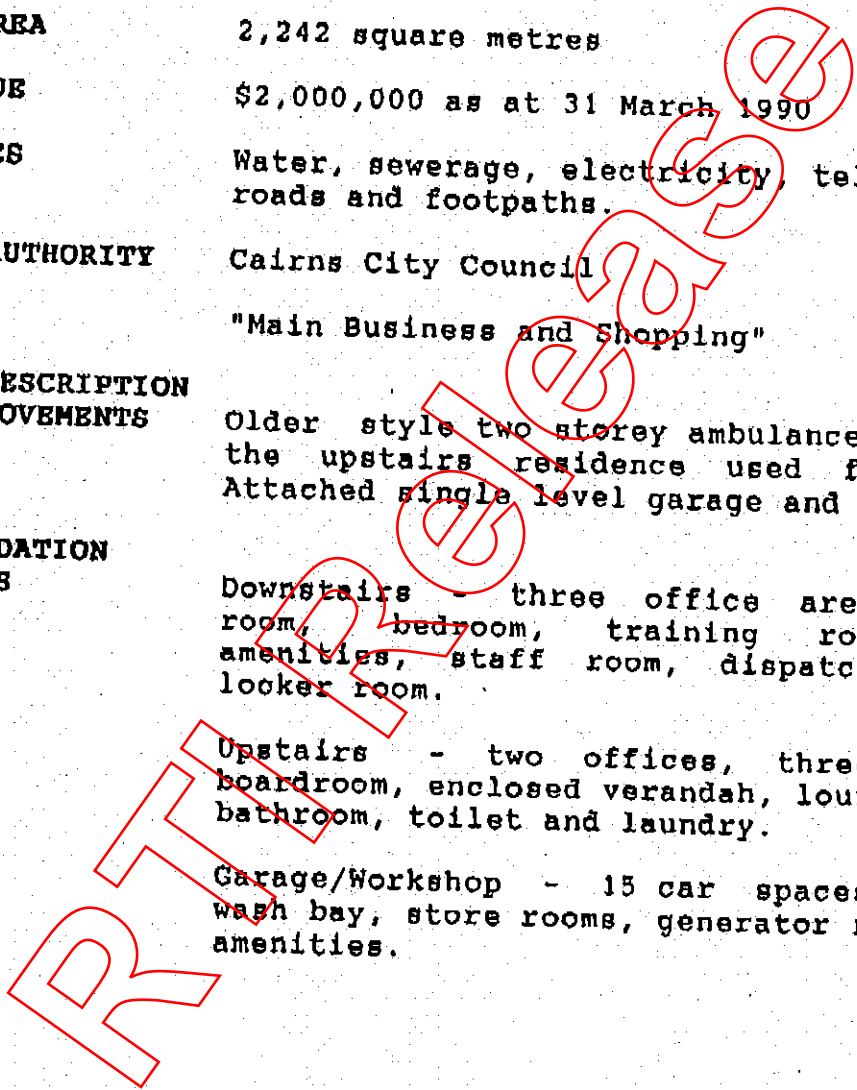 REA 2,242 square metres
UE $2,000,000 as at 31 March 1990
ES Water, sewerage, electricity, tel
roads and footpaths.
AUTHORITY Cairns City Council
"Main Business and Shopping"
ESCRIPTION
OVEMENTS Older style two storey ambulance
the upstairs residence used f
Attached single level garage and
DATION
S Downstairs - three office are
room, bedroom, training ro
amenities, staff room, dispatc
looker room.
Upstairs - two offices, thre
boardroom, enclosed verandah, lou
bathroom, toilet and laundry.
Garage/Workshop - 15 car spaces
wash bay, store rooms, generator r
amenities.
RTI Release